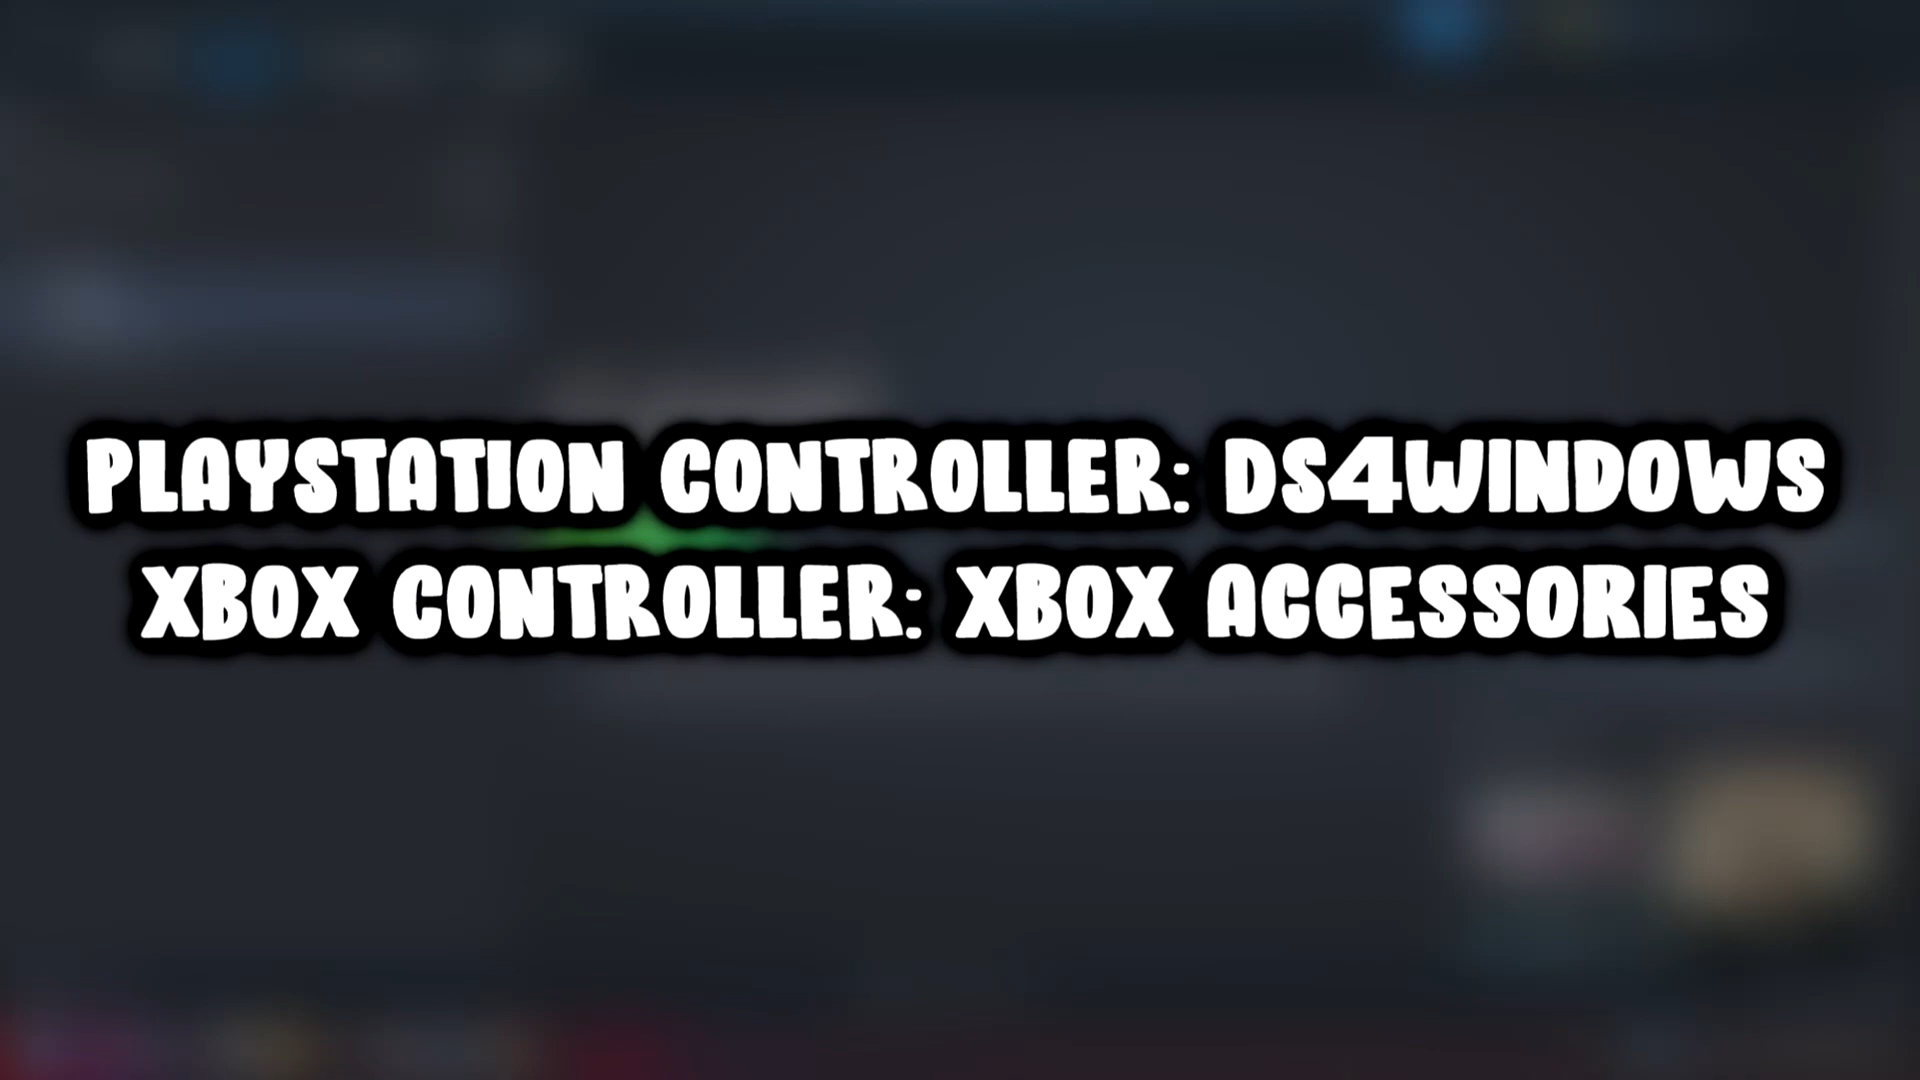 PLAYSTATION CONTROLLER: DS4WINDOWS
XBOX CONTROLLER: XBOX ACCESSORIES